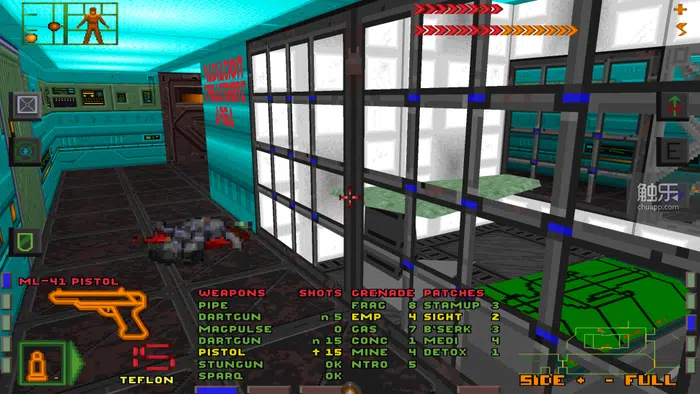 触乐
chuapp.com
E
ML-41 PISTOL
WEAPONS SHOTS GRENADE PATCHES
PIPE FRAG 8 STAMUP 3
DARTGUN n 5 EMP 4 SIGHT 2
MAGPULSE 0 GAS 7 B'SERK 3
DARTGUN n 15 CONC 1 MEDI 4
PISTOL + 15 MINE 4 DETOX 1
STUNGUN OK NTRO 5
SPARQ OK
15
TEFLON
SIDE + - FULL